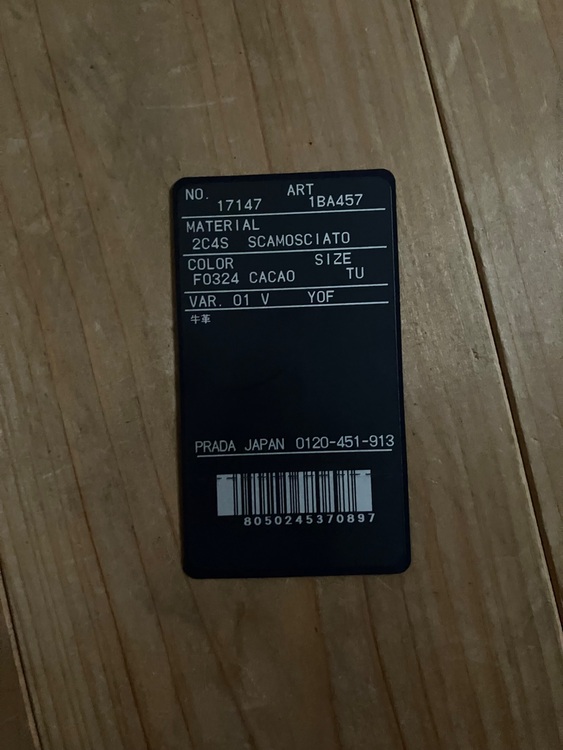 NO. ART
17147 1BA457
MATERIAL
2C4S SCAMOSCIATO
COLOR SIZE
F0324 CACAO TU
VAR. 01 V YOF
牛革
PRADA JAPAN 0120-451-913
8050245370897